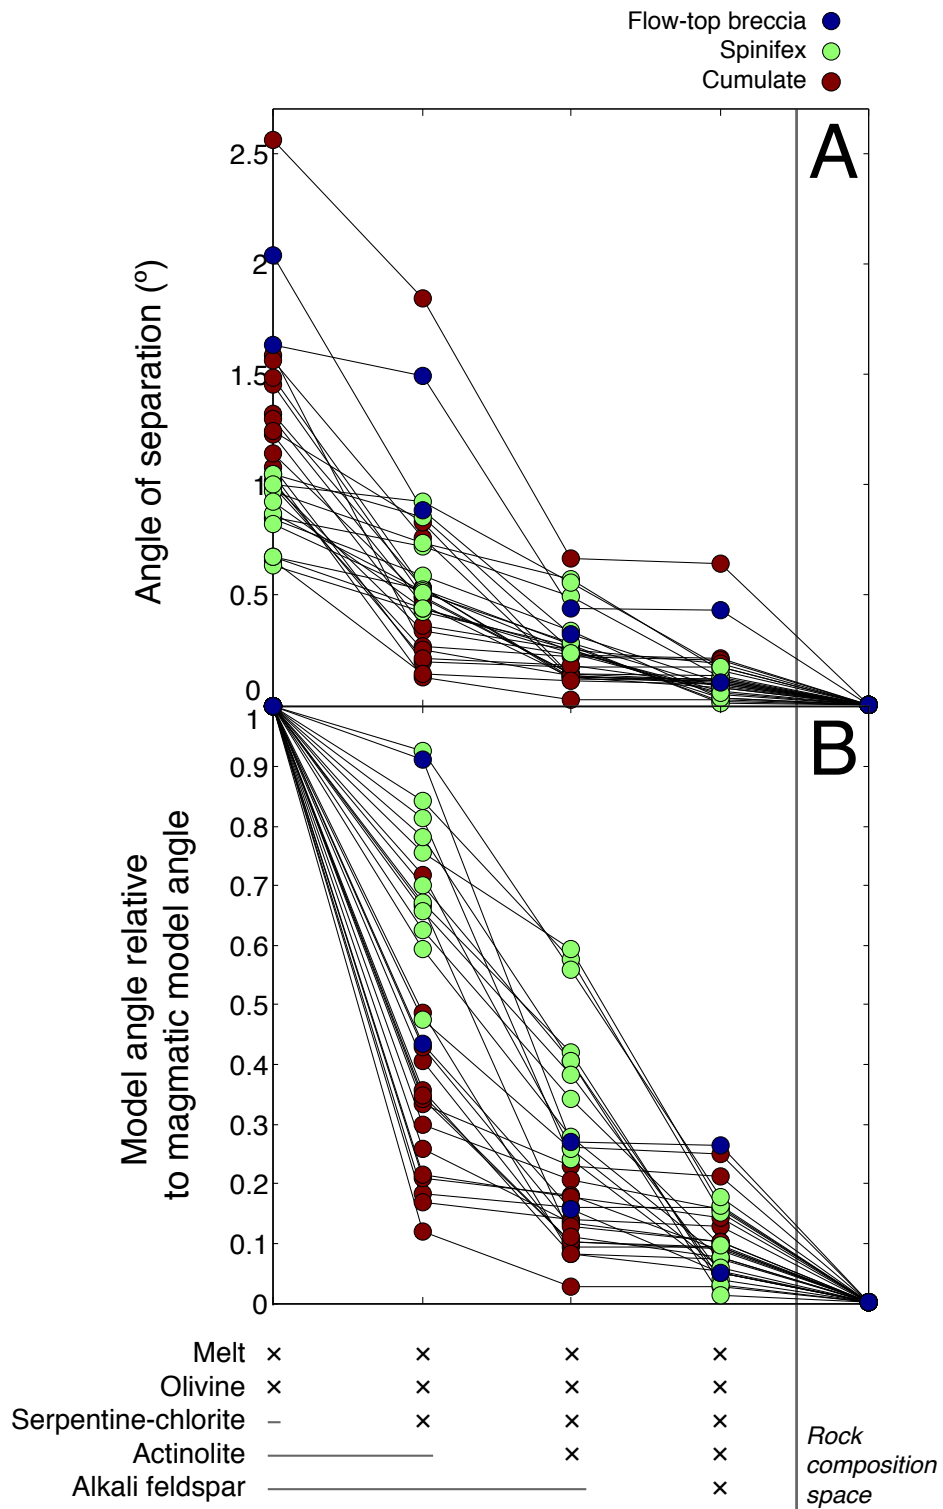 Flow-top breccia
Spinifex
Cumulate
A
2.5
2
1.5
1
0.5
0
Angle of separation (º)
B
1
0.9
0.8
0.7
0.6
0.5
0.4
0.3
0.2
0.1
0
Model angle relative
to magmatic model angle
Melt × × × ×
Olivine × × × ×
Serpentine-chlorite – × × ×
Actinolite × ×
Alkali feldspar ×
Rock
composition
space